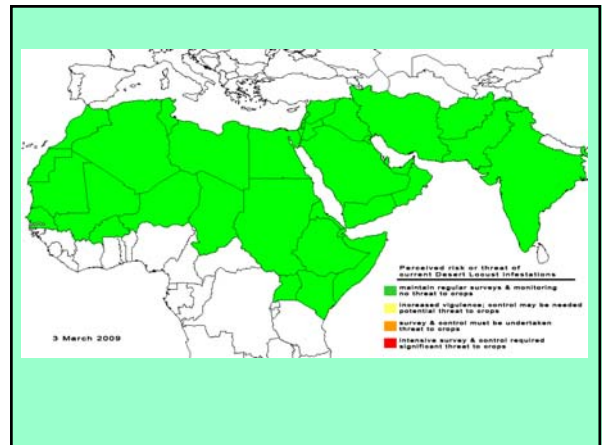 Perceived risk or threat of
current Desert Locust infestations
maintain regular surveys & monitoring
no threat to crops
increased vigulence; control may be needed
potential threat to crops
survey & control must be undertaken
threat to crops
intensive survey & control required
significant threat to crops
3 March 2009